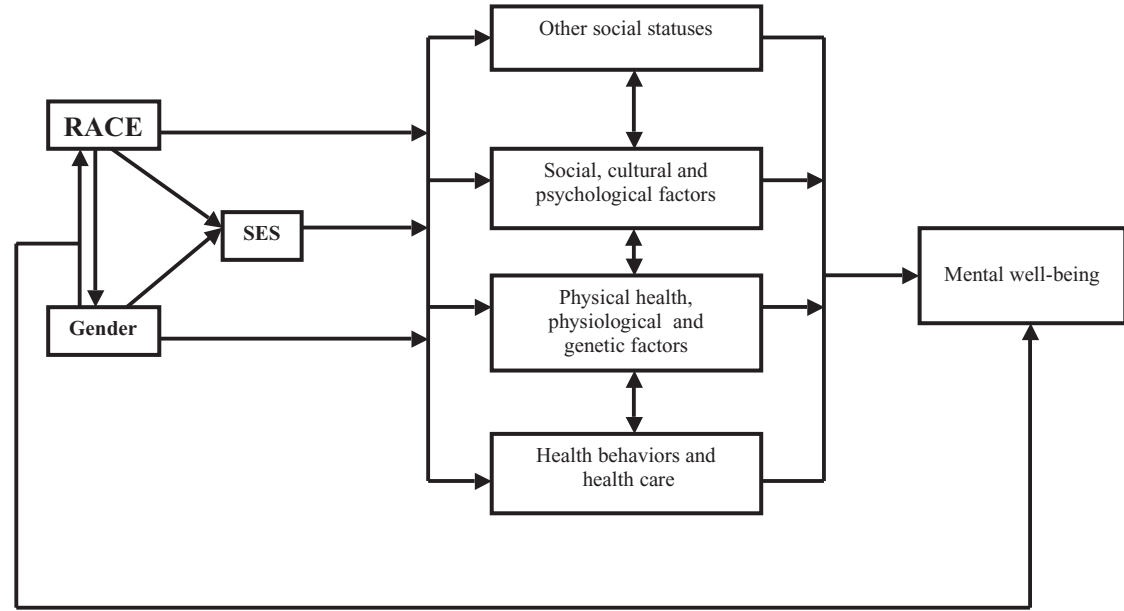 Other social statuses
RACE
Social, cultural and
psychological factors
SES
Mental well-being
Physical health,
physiological and
genetic factors
Gender
Health behaviors and
health care